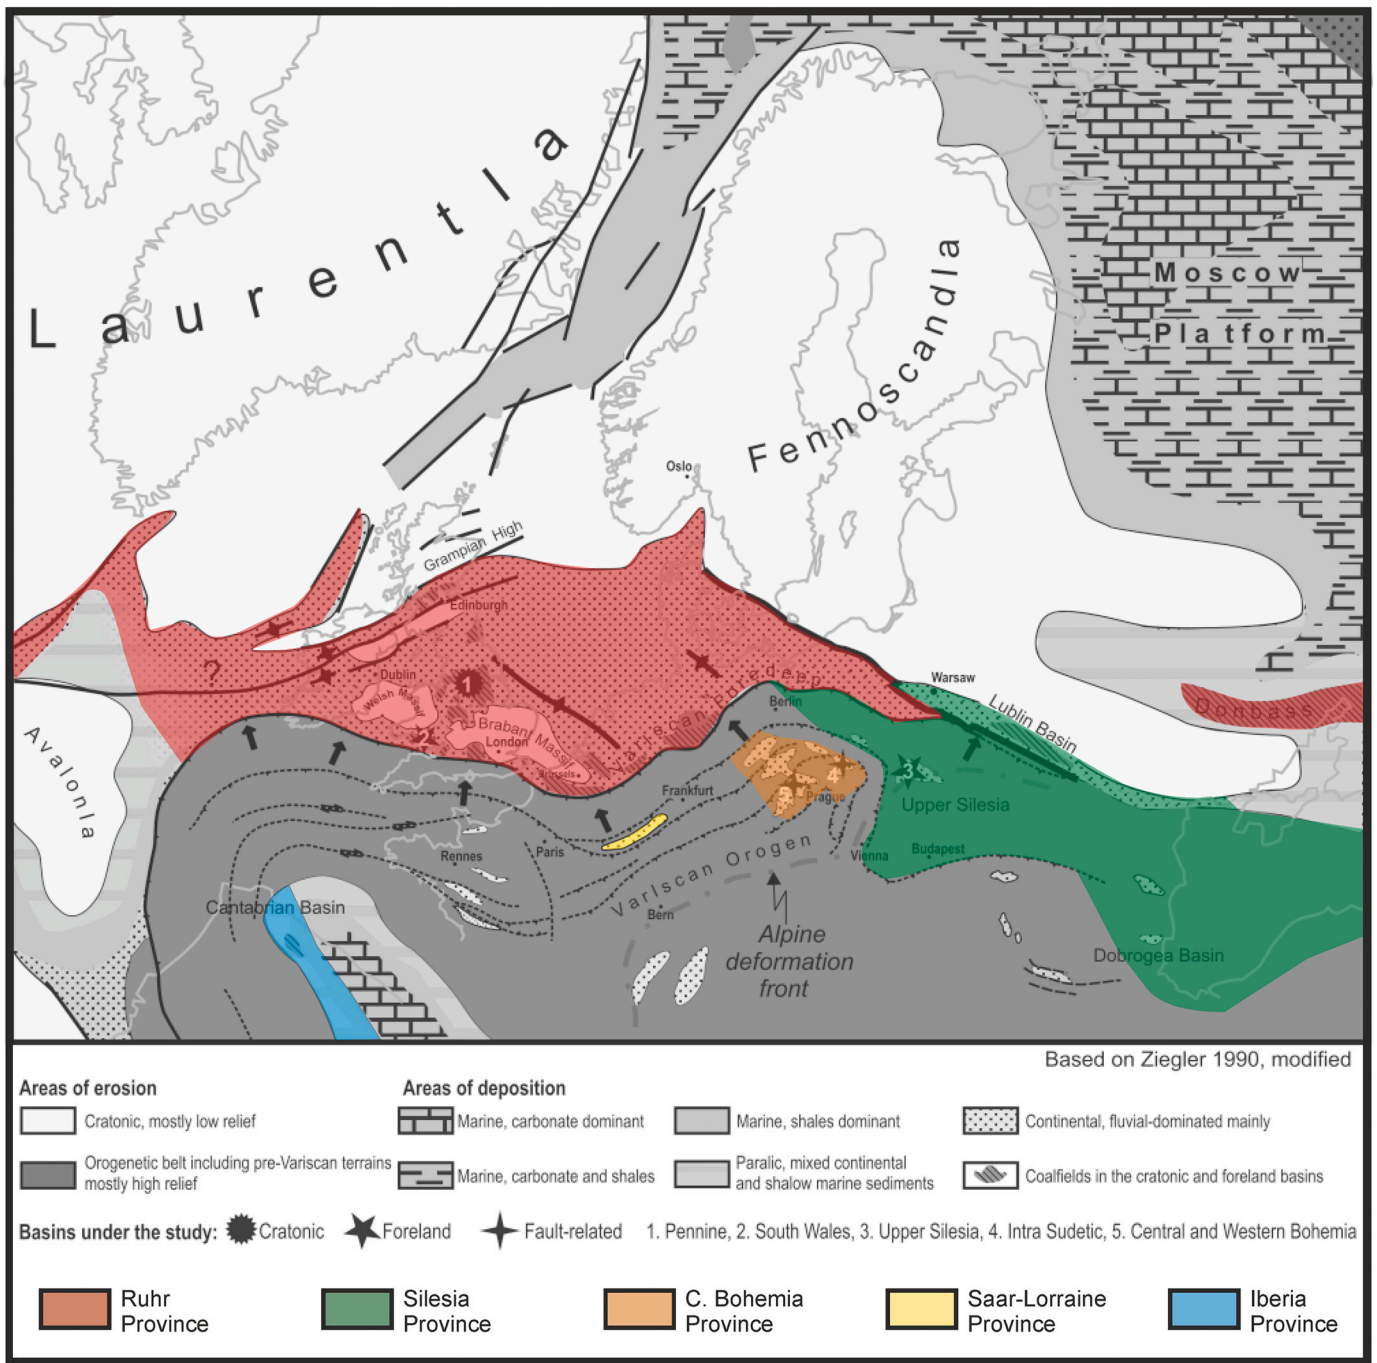 Laurentia
Fennoscandia
Moscow
Platform
Oslo
Grampian High
Edinburgh
?
Dublin
1
Welsh Massif
2
Brabant Massif
London
Brussels
Variscan Foredeep
Berlin
Warsaw
Lublin Basin
Donbass
Avalonia
Frankfurt
4
Prague
3
Upper Silesia
Rennes
Paris
Vienna
Budapest
Variscan Orogen
Cantabrian Basin
Bern
Alpine
deformation
front
Dobrogea Basin
Based on Ziegler 1990, modified
Areas of erosion
Areas of deposition
Cratonic, mostly low relief
Marine, carbonate dominant
Marine, shales dominant
Continental, fluvial-dominated mainly
Orogenetic belt including pre-Variscan terrains
mostly high relief
Marine, carbonate and shales
Paralic, mixed continental
and shalow marine sediments
Coalfields in the cratonic and foreland basins
Basins under the study: Cratonic Foreland Fault-related 1. Pennine, 2. South Wales, 3. Upper Silesia, 4. Intra Sudetic, 5. Central and Western Bohemia
Ruhr
Province
Silesia
Province
C. Bohemia
Province
Saar-Lorraine
Province
Iberia
Province